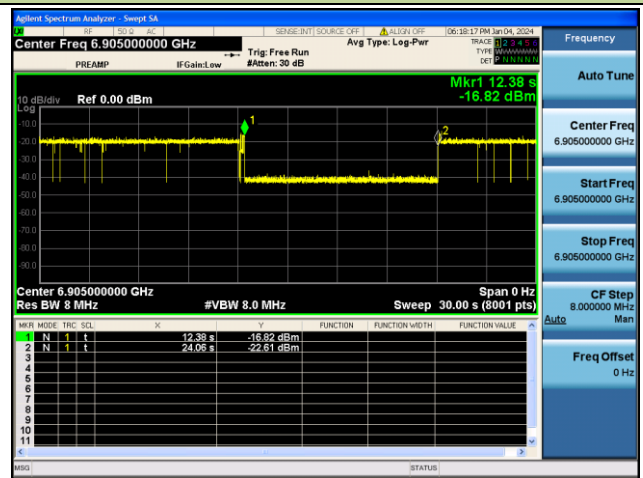 Agilent Spectrum Analyzer - Swept SA
RF 50 Ω AC SENSE:INT SOURCE OFF ALIGN OFF 06:18:17 PM Jan 04, 2024
Center Freq 6.905000000 GHz Avg Type: Log-Pwr TRACE 1 2 3 4 5 6
TYPE
PREAMP IFGain:Low Trig: Free Run #Atten: 30 dB DET P N N N N N
Mkr1 12.38 s
10 dB/div Ref 0.00 dBm -16.82 dBm
Log
-10.0
1
2
-20.0
-30.0
-40.0
-50.0
-60.0
-70.0
-80.0
-90.0
Center 6.905000000 GHz Span 0 Hz
Res BW 8 MHz #VBW 8.0 MHz Sweep 30.00 s (8001 pts)
MKR MODE TRC SCL X Y FUNCTION FUNCTION WIDTH FUNCTION VALUE
1 N 1 t 12.38 s -16.82 dBm
2 N 1 t 24.06 s -22.61 dBm
3
4
5
6
7
8
9
10
11
MSG STATUS
Frequency
Auto Tune
Center Freq
6.905000000 GHz
Start Freq
6.905000000 GHz
Stop Freq
6.905000000 GHz
CF Step
8.000000 MHz
Auto Man
Freq Offset
0 Hz